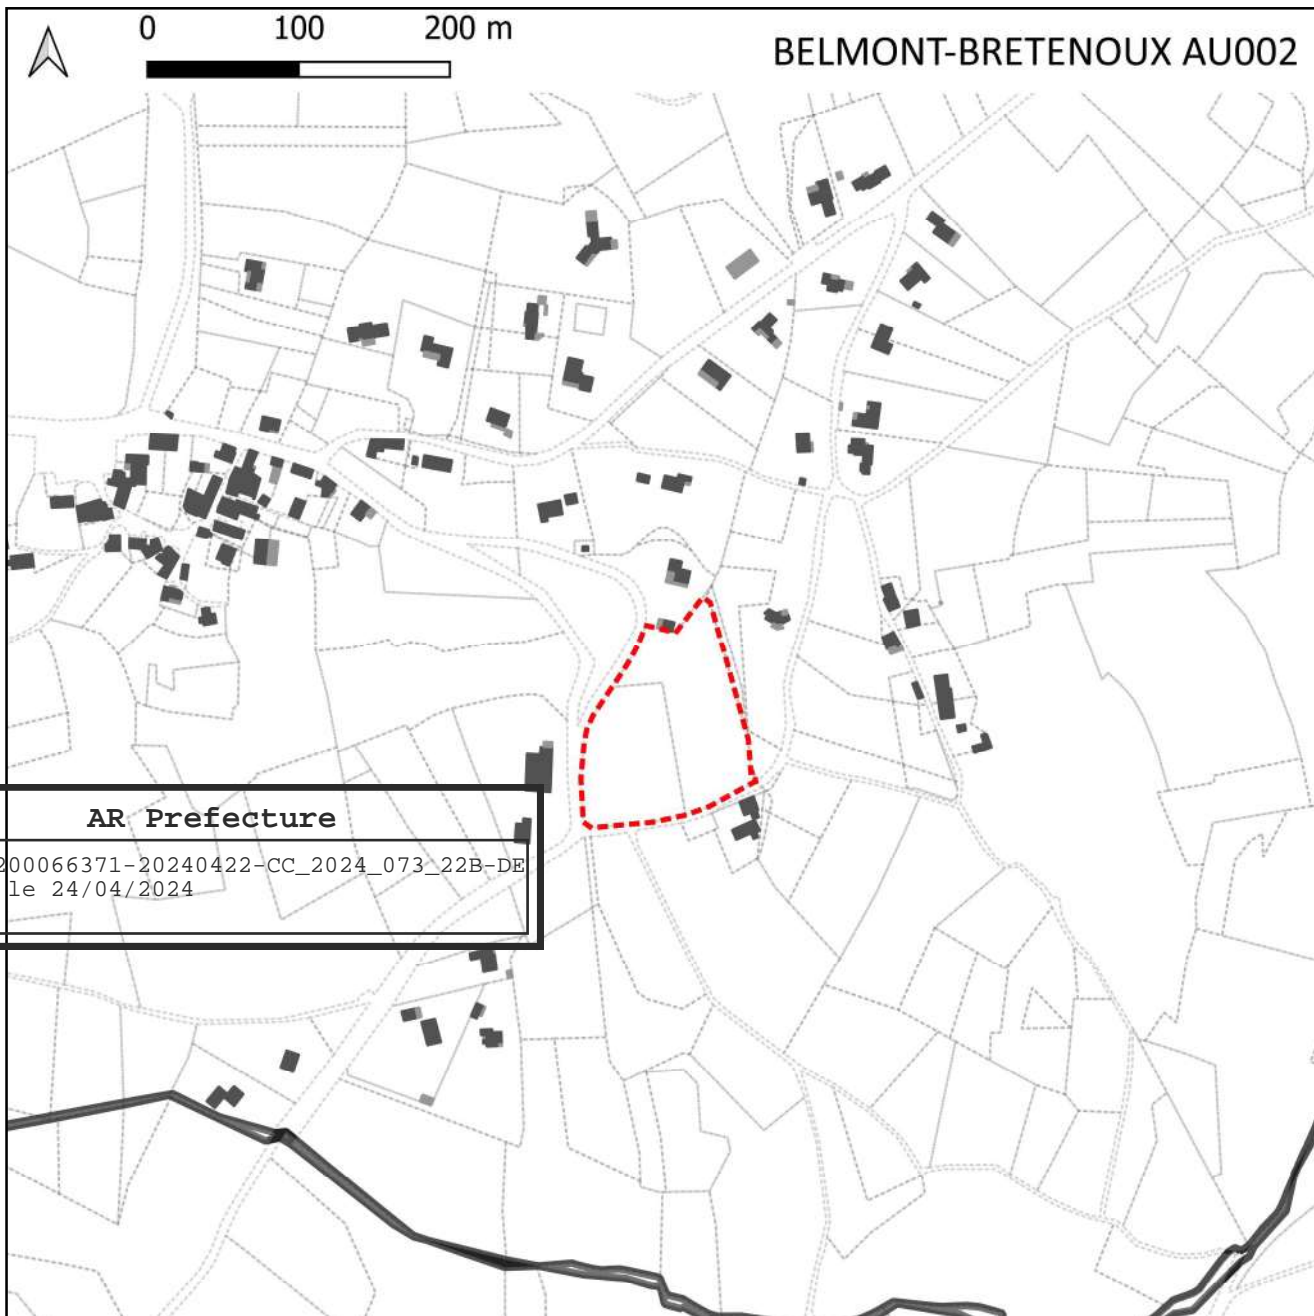 0 100 200 m
BELMONT-BRETENOUX AU002
AR Prefecture
200066371-20240422-CC_2024_073_22B-DE
le 24/04/2024